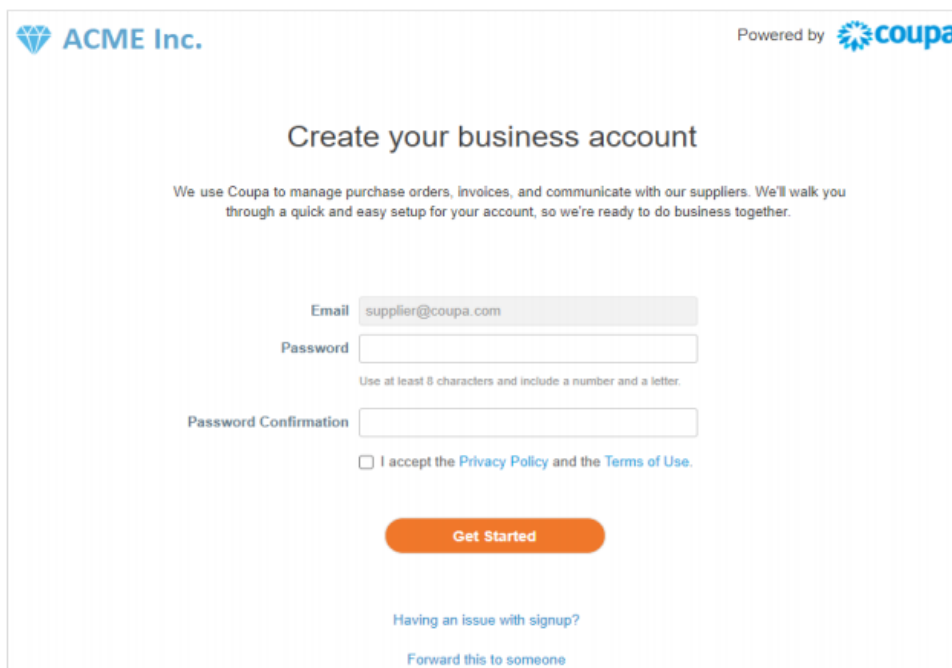 ACME Inc.
Powered by coupa
Create your business account
We use Coupa to manage purchase orders, invoices, and communicate with our suppliers. We'll walk you
through a quick and easy setup for your account, so we're ready to do business together.
Email supplier@coupa.com
Password
Use at least 8 characters and include a number and a letter.
Password Confirmation
I accept the Privacy Policy and the Terms of Use.
Get Started
Having an issue with signup?
Forward this to someone